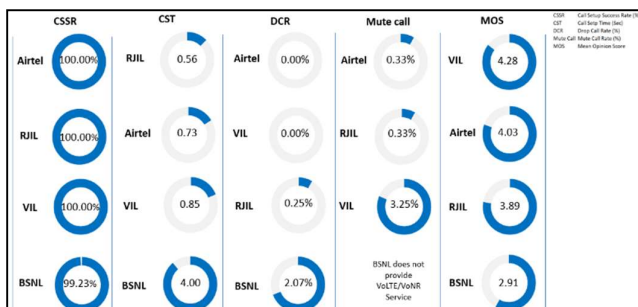 CSSR CST DCR Mute call MOS
CSSR Call Setup Success Rate (%
CST Call Setp Time (Sec)
DCR Drop Call Rate (%)
Mute Call Mute Call Rate (%)
MOS Mean Opinion Score
Airtel 100.00% RJIL 0.56 Airtel 0.00% Airtel 0.33% VIL 4.28
RJIL 100.00% Airtel 0.73 VIL 0.00% RJIL 0.33% Airtel 4.03
VIL 100.00% VIL 0.85 RJIL 0.25% VIL 3.25% RJIL 3.89
BSNL 99.23% BSNL 4.00 BSNL 2.07% BSNL 2.91
BSNL does not
provide
VoLTE/VoNR
Service